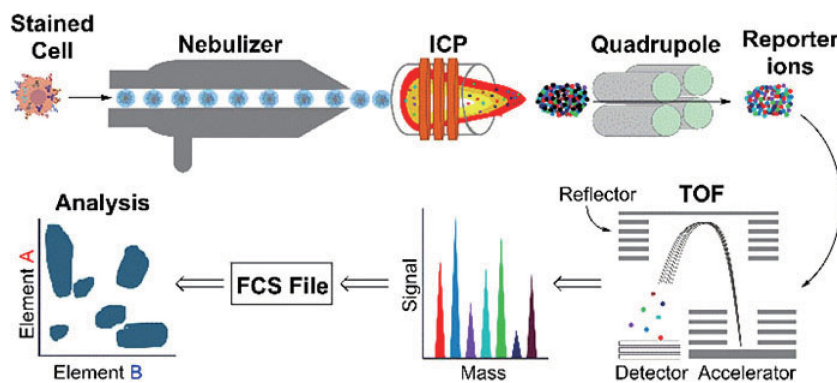 Stained
Cell
Nebulizer
ICP
Quadrupole
Reporter
ions
Analysis
Element A
Element B
FCS File
Signal
Mass
TOF
Reflector
Detector
Accelerator